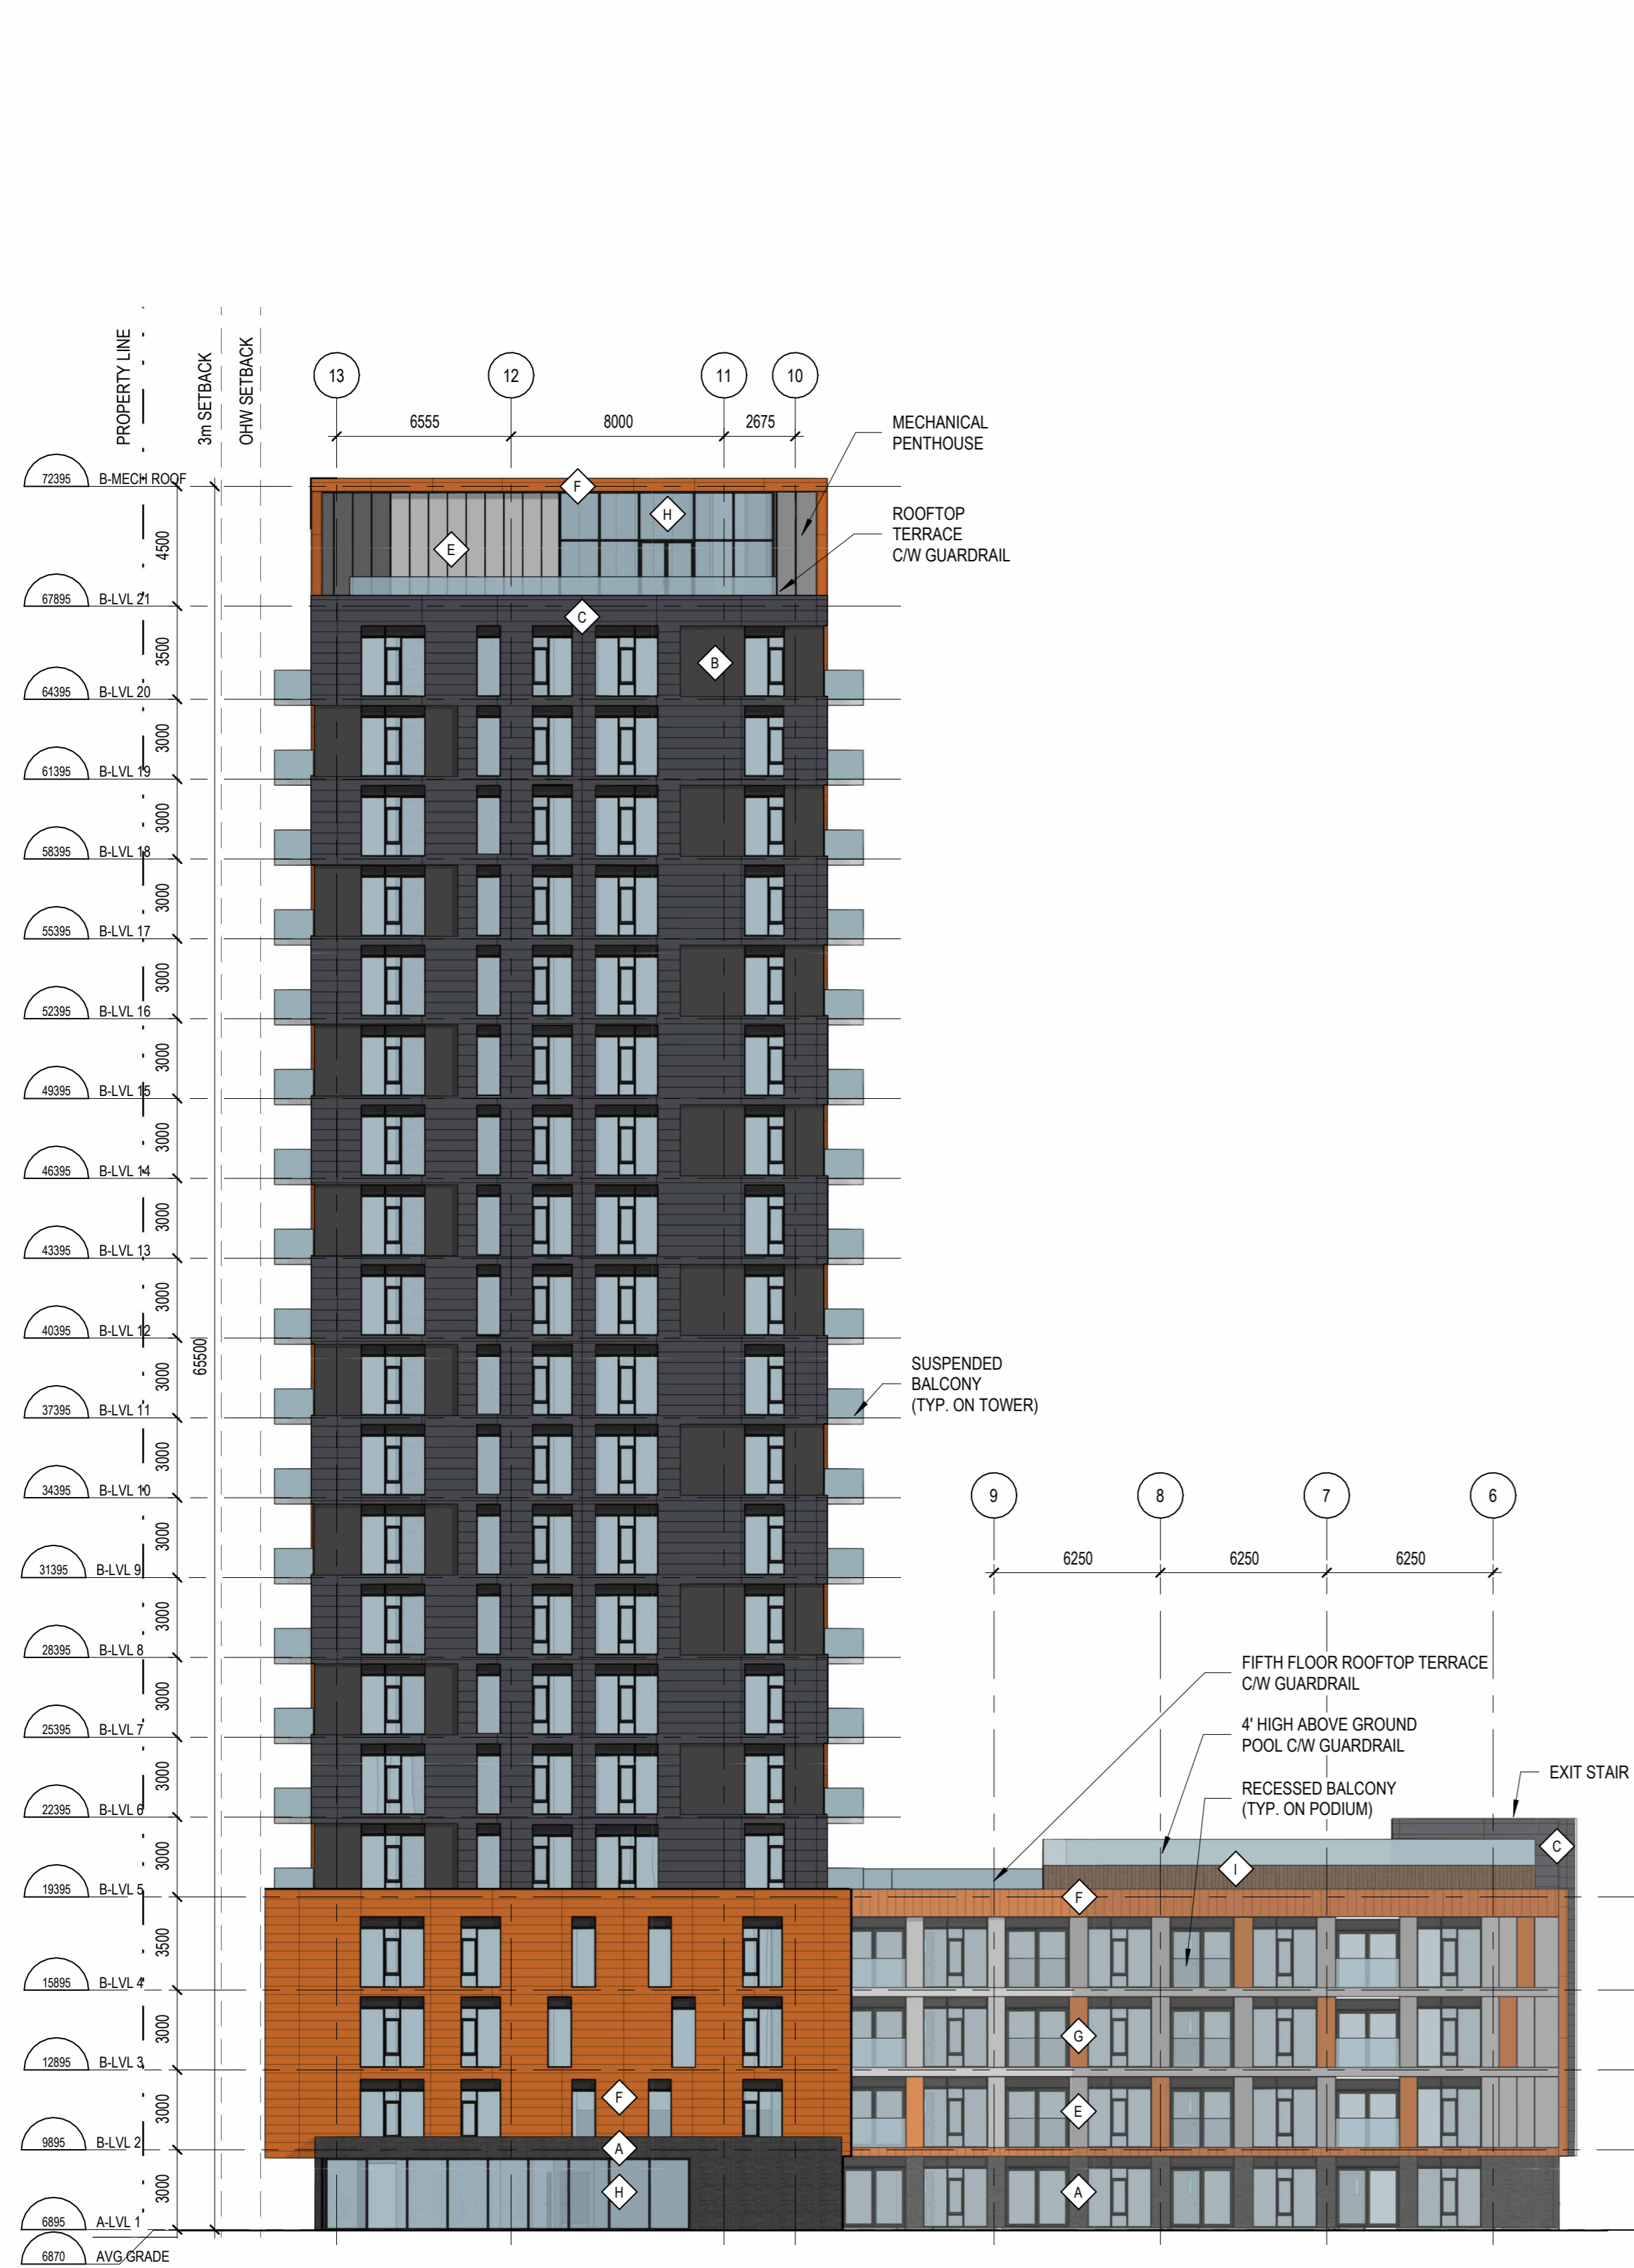 PROPERTY LINE
3m SETBACK
OHW SETBACK
13
12
11
10
6555
8000
2675
MECHANICAL
PENTHOUSE
72395 B-MECH ROOF
F
H
ROOFTOP
TERRACE
C/W GUARDRAIL
4500
E
67895 B-LVL 21
C
3500
B
64395 B-LVL 20
3000
61395 B-LVL 19
3000
58395 B-LVL 18
3000
55395 B-LVL 17
3000
52395 B-LVL 16
3000
49395 B-LVL 15
3000
46395 B-LVL 14
3000
43395 B-LVL 13
3000
40395 B-LVL 12
65500
3000
SUSPENDED
BALCONY
(TYP. ON TOWER)
37395 B-LVL 11
3000
34395 B-LVL 10
9
8
7
6
3000
6250
6250
6250
31395 B-LVL 9
3000
28395 B-LVL 8
FIFTH FLOOR ROOFTOP TERRACE
C/W GUARDRAIL
3000
25395 B-LVL 7
4' HIGH ABOVE GROUND
POOL C/W GUARDRAIL
3000
EXIT STAIR
RECESSED BALCONY
(TYP. ON PODIUM)
22395 B-LVL 6
3000
C
I
19395 B-LVL 5
F
3500
15895 B-LVL 4
3000
G
12895 B-LVL 3
3000
F
E
9895 B-LVL 2
A
3000
H
A
6895 A-LVL 1
6870 AVG GRADE